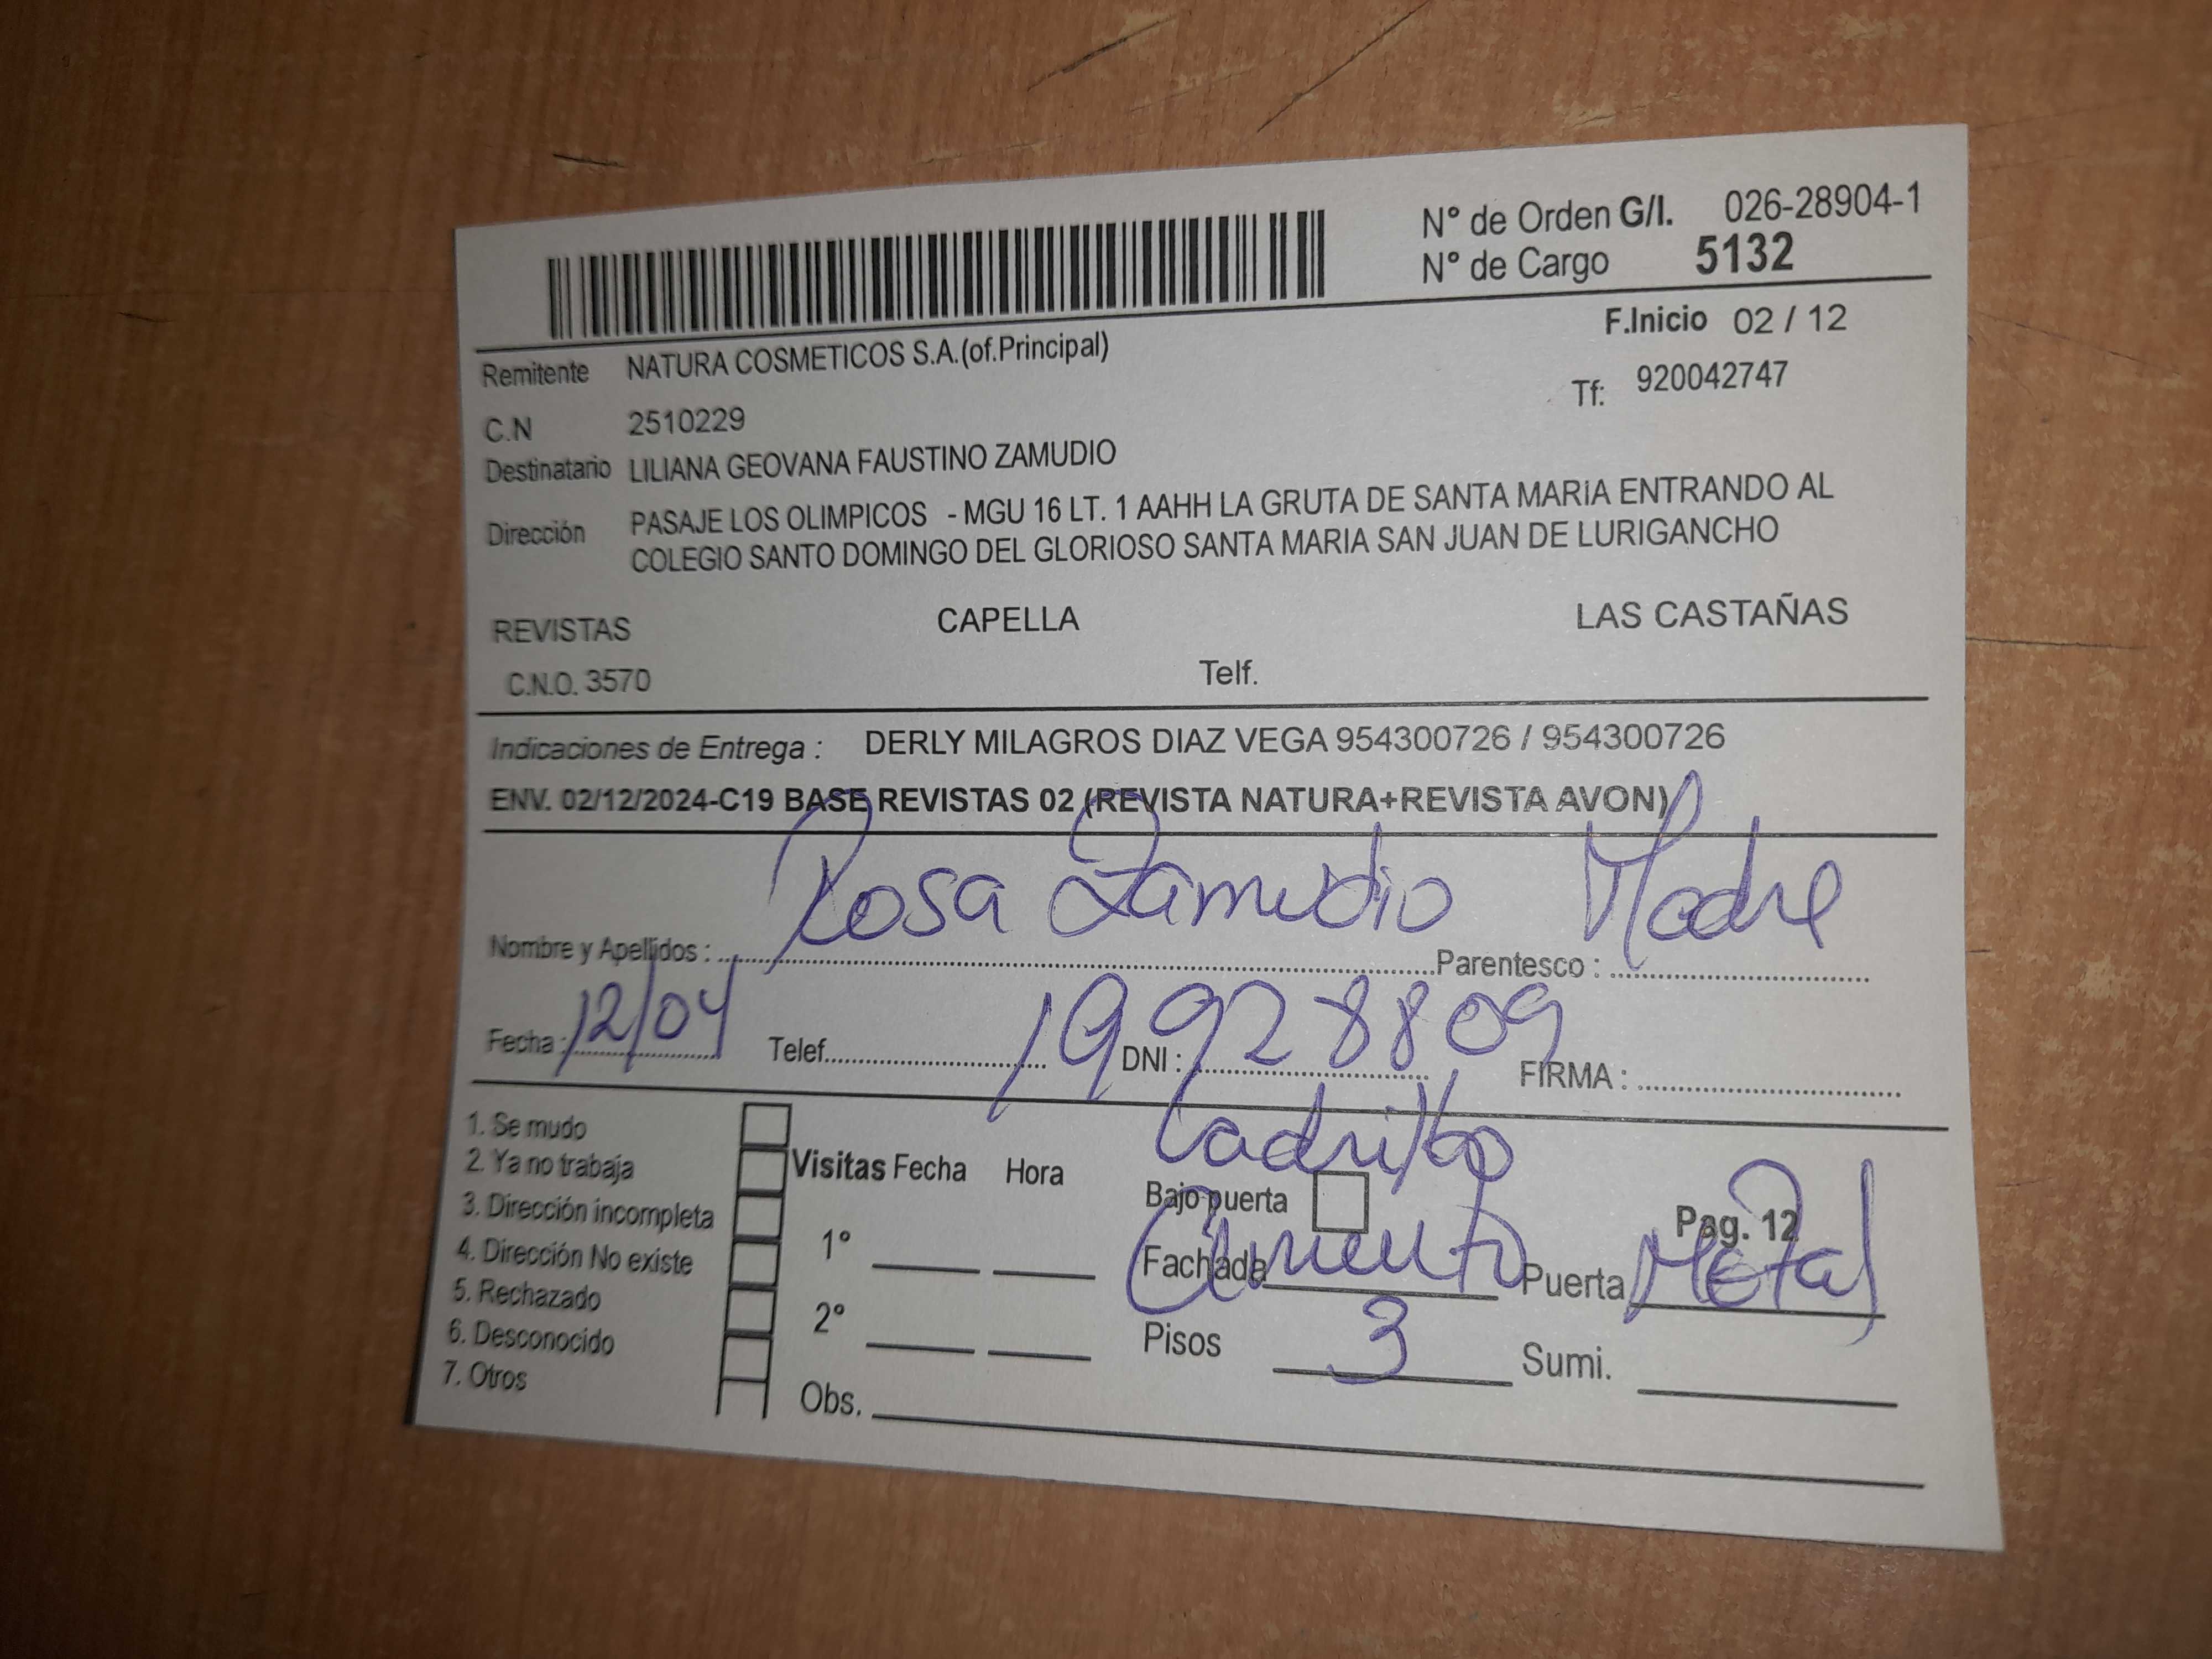 N° de Orden G/I. 026-28904-1
N° de Cargo 5132
F.Inicio 02 / 12
Remitente NATURA COSMETICOS S.A.(of.Principal)
Tf: 920042747
C.N 2510229
Destinatario LILIANA GEOVANA FAUSTINO ZAMUDIO
Dirección PASAJE LOS OLIMPICOS - MGU 16 LT. 1 AAHH LA GRUTA DE SANTA MARIA ENTRANDO AL
COLEGIO SANTO DOMINGO DEL GLORIOSO SANTA MARIA SAN JUAN DE LURIGANCHO
REVISTAS CAPELLA LAS CASTAÑAS
C.N.O. 3570 Telf.
Indicaciones de Entrega : DERLY MILAGROS DIAZ VEGA 954300726 / 954300726
ENV. 02/12/2024-C19 BASE REVISTAS 02 (REVISTA NATURA+REVISTA AVON)
Nombre y Apellidos : Rosa Zamudio Parentesco : Madre
Fecha : 12/04 Telef. DNI : 19928809 FIRMA :
1. Se mudo
2. Ya no trabaja
3. Dirección incompleta
4. Dirección No existe
5. Rechazado
6. Desconocido
7. Otros
Visitas Fecha Hora
1°
2°
Obs.
Ladrillo
Bajo puerta
Pag. 12
Fachada Cemento Puerta Metal
Pisos 3 Sumi.